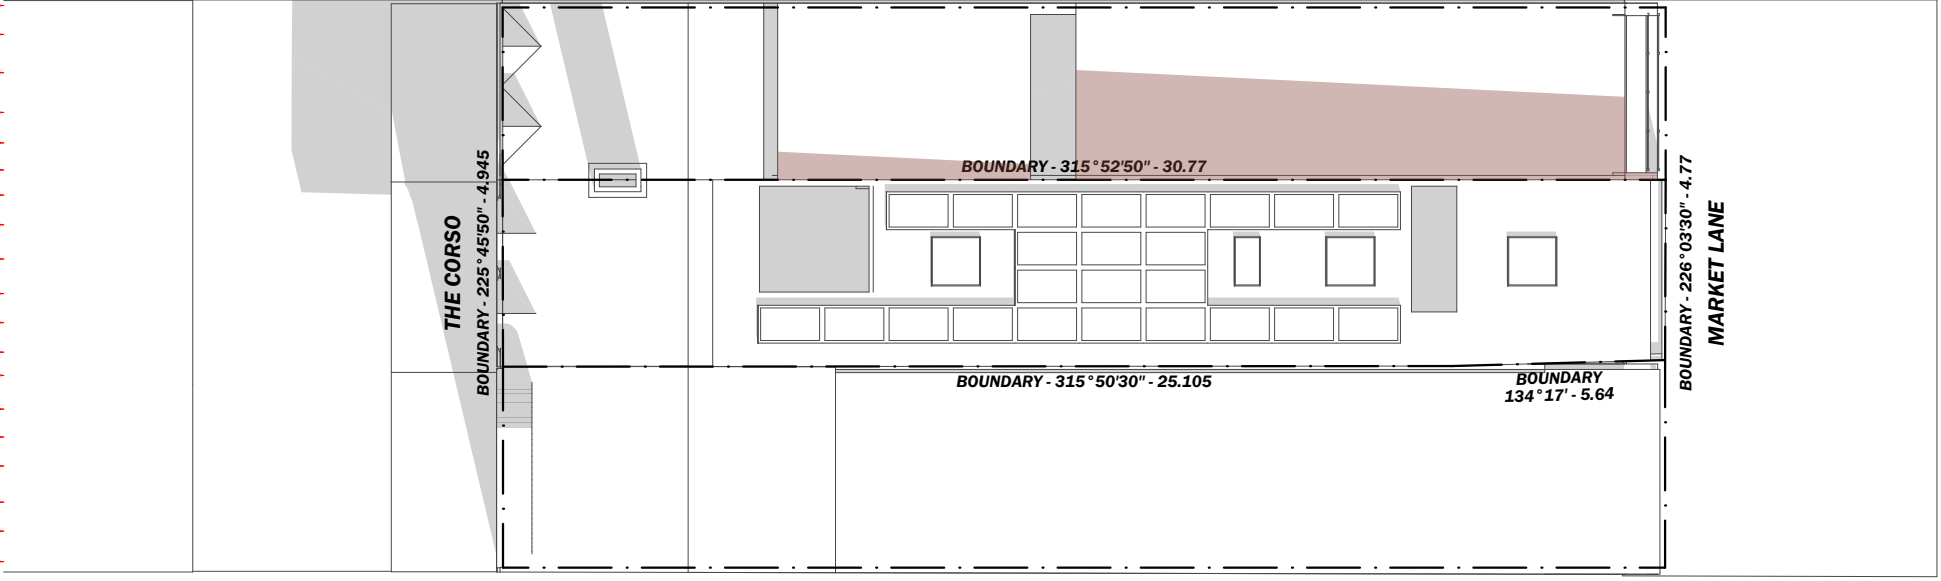 BOUNDARY - 315°52'50" - 30.77
THE CORSO
BOUNDARY - 225°45'50" - 4.945
BOUNDARY - 226°03'30" - 4.77
MARKET LANE
BOUNDARY - 315°50'30" - 25.105
BOUNDARY
134°17' - 5.64